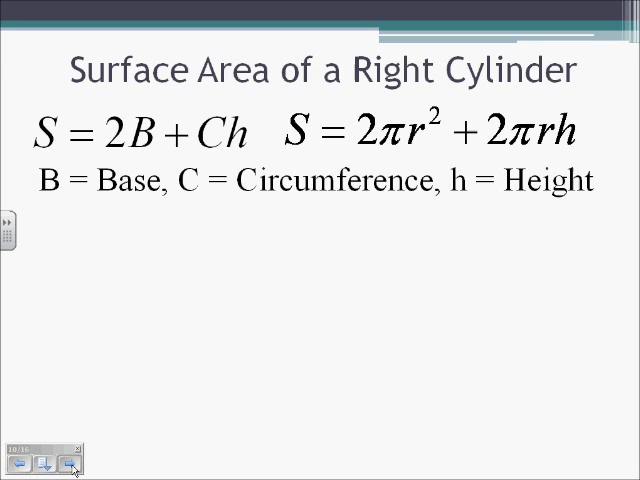 Surface Area of a Right Cylinder
S = 2B + Ch S = 2πr² + 2πrh
B = Base, C = Circumference, h = Height
10/16